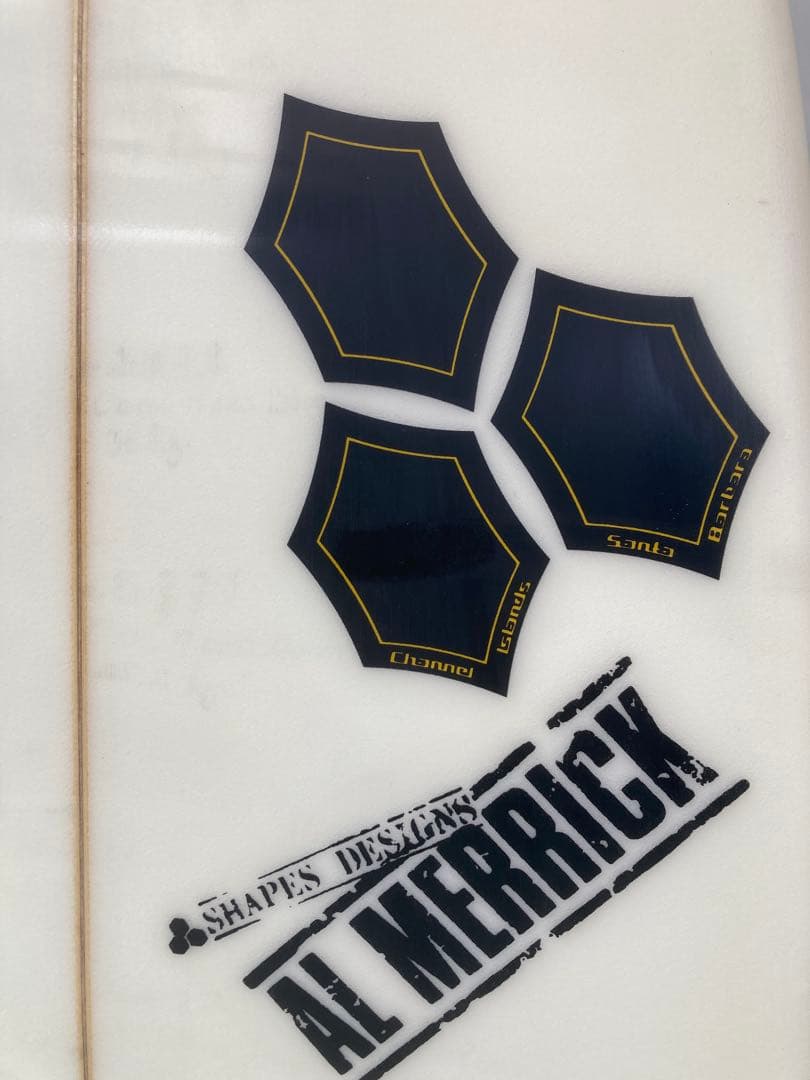 Santa
Barbara
Channel
Islands
SHAPES DESIGNS
AL MERRICK